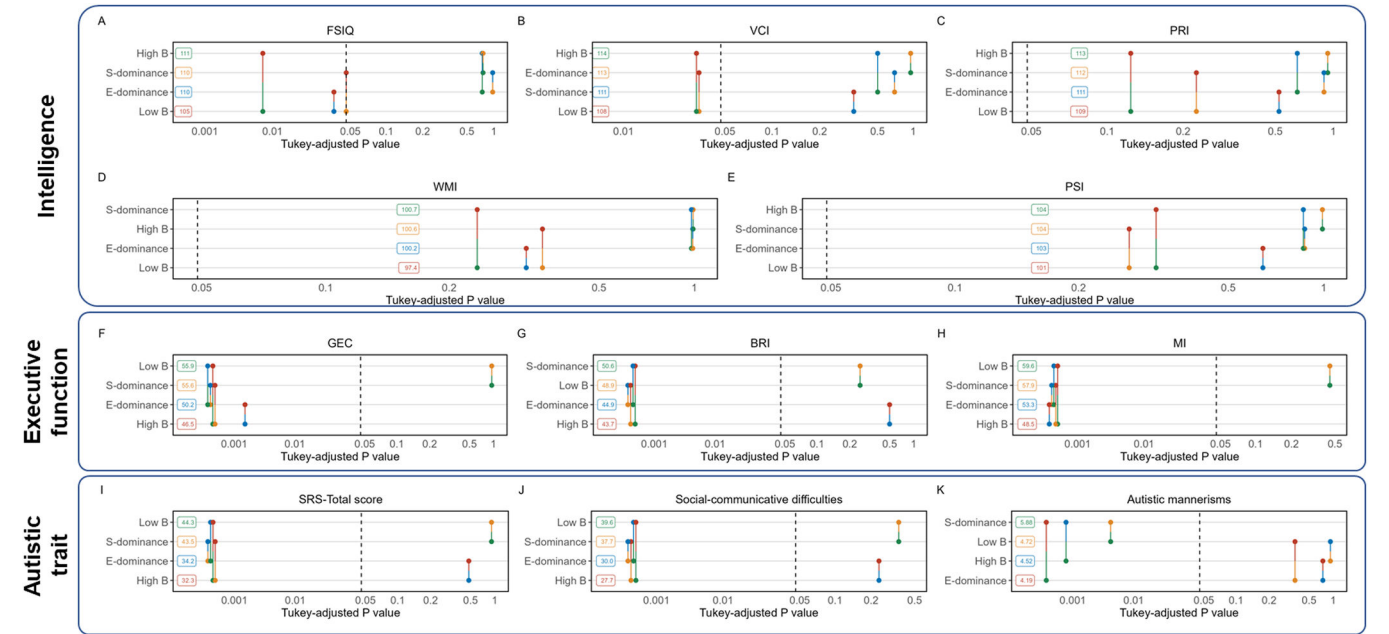 Intelligence
A
FSIQ
High B 111
S-dominance 110
E-dominance 110
Low B 105
0.001 0.01 0.05 0.1 0.2 0.5 1
Tukey-adjusted P value
B
VCI
High B 114
E-dominance 113
S-dominance 111
Low B 108
0.01 0.05 0.1 0.2 0.5 1
Tukey-adjusted P value
C
PRI
High B 113
S-dominance 112
E-dominance 111
Low B 109
0.05 0.1 0.2 0.5 1
Tukey-adjusted P value
D
WMI
S-dominance 100.7
High B 100.6
E-dominance 100.2
Low B 97.4
0.05 0.1 0.2 0.5 1
Tukey-adjusted P value
E
PSI
High B 104
S-dominance 104
E-dominance 103
Low B 101
0.05 0.1 0.2 0.5 1
Tukey-adjusted P value
Executive
function
F
GEC
Low B 55.9
S-dominance 55.6
E-dominance 50.2
High B 46.5
0.001 0.01 0.05 0.1 0.2 0.5 1
Tukey-adjusted P value
G
BRI
S-dominance 50.6
Low B 48.9
E-dominance 44.9
High B 43.7
0.001 0.01 0.05 0.1 0.2 0.5 1
Tukey-adjusted P value
H
MI
Low B 59.6
S-dominance 57.9
E-dominance 53.3
High B 48.5
0.001 0.01 0.05 0.1 0.2 0.5
Tukey-adjusted P value
Autistic
trait
I
SRS-Total score
Low B 44.3
S-dominance 43.5
E-dominance 34.2
High B 32.3
0.001 0.01 0.05 0.1 0.2 0.5 1
Tukey-adjusted P value
J
Social-communicative difficulties
Low B 39.6
S-dominance 37.7
E-dominance 30.0
High B 27.7
0.001 0.01 0.05 0.1 0.2 0.5
Tukey-adjusted P value
K
Autistic mannerisms
S-dominance 5.88
Low B 4.72
High B 4.52
E-dominance 4.19
0.001 0.01 0.05 0.1 0.2 0.5 1
Tukey-adjusted P value